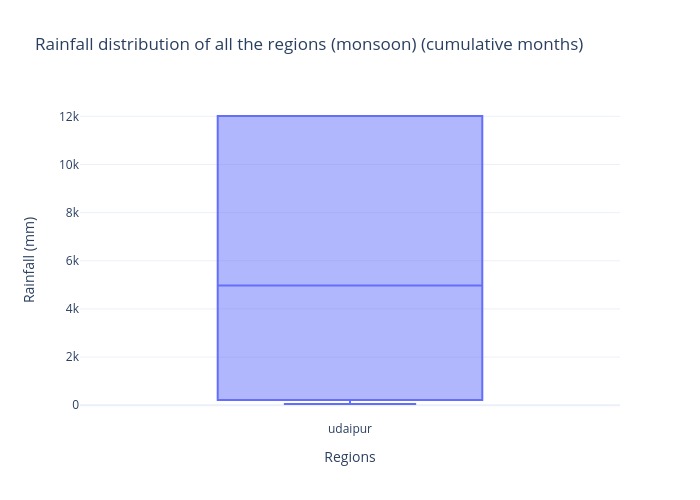 Rainfall distribution of all the regions (monsoon) (cumulative months)
12k
10k
8k
6k
4k
2k
0
Rainfall (mm)
udaipur
Regions